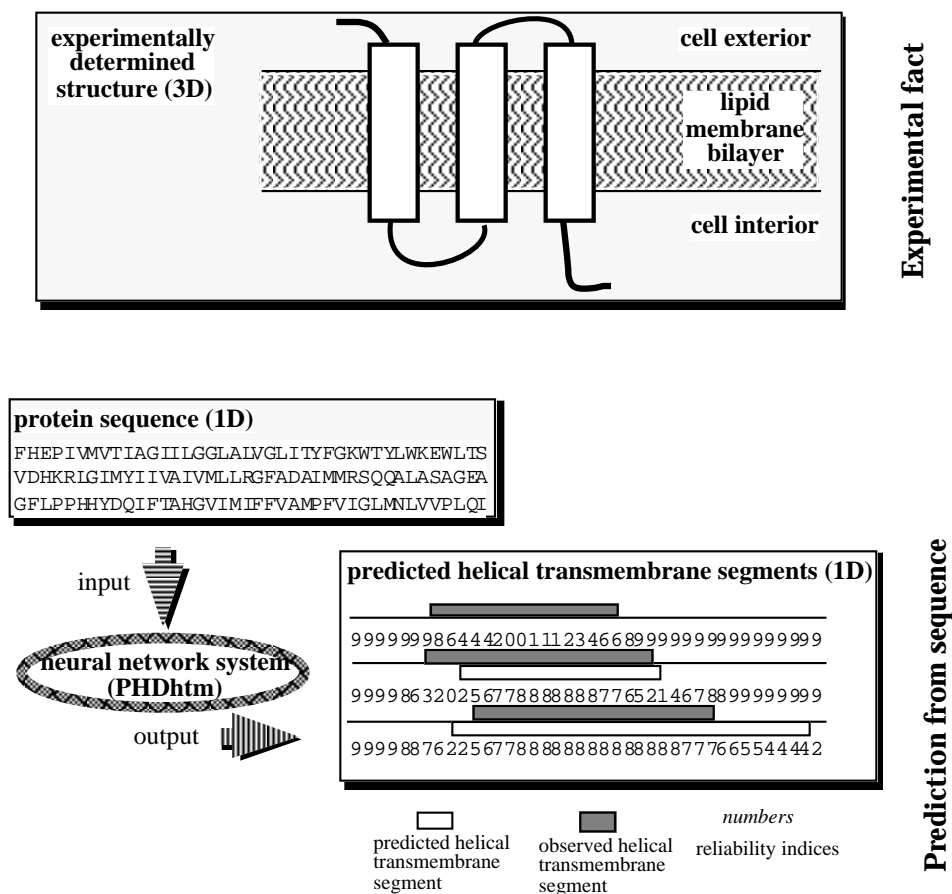 experimentally
determined
structure (3D)
cell exterior
lipid
membrane
bilayer
cell interior
Experimental fact
protein sequence (1D)
FHEPIVMVTIAGIILGGLALVGLITYFGKWTYLWKEWLTS
VDHKRLGIMYIIVAIVMLLRGFADAIMMRSQQALASAGEA
GFLPPHHYDQIFTAHGVIMIFFVAMPFVIGLMNLVVPLQI
input
neural network system
(PHDhtm)
output
predicted helical transmembrane segments (1D)
9999999864442001112346689999999999999999
9999863202567788888887765214678899999999
9999887622567788888888888888777665544442
predicted helical
transmembrane
segment
observed helical
transmembrane
segment
numbers
reliability indices
Prediction from sequence